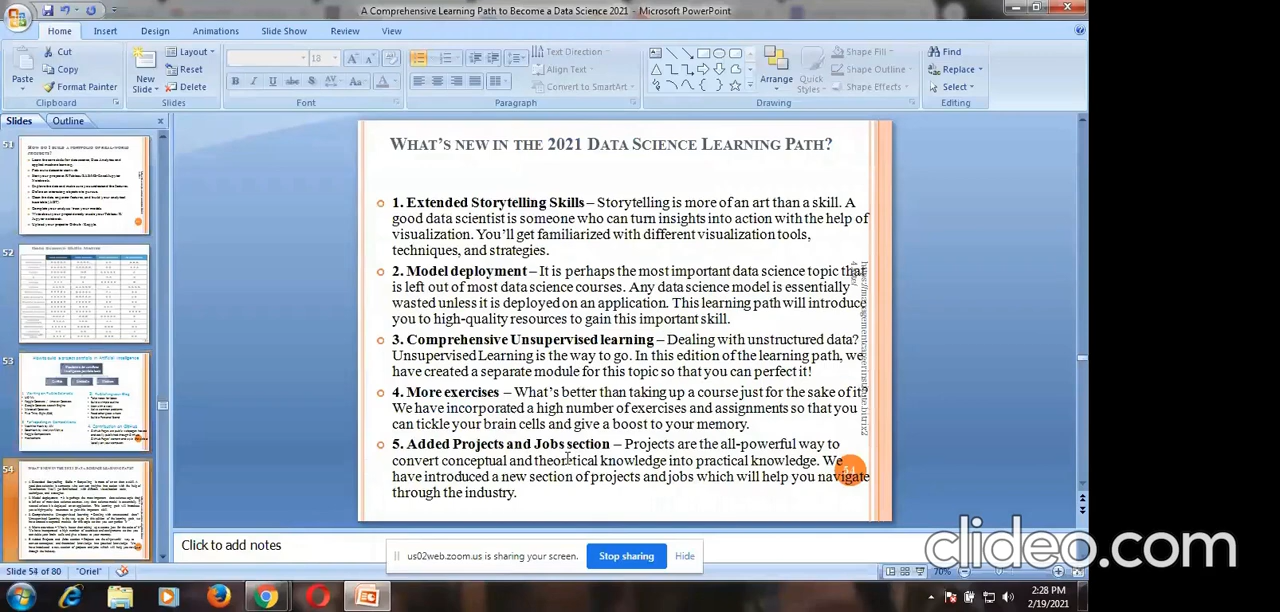 A Comprehensive Learning Path to Become a Data Science 2021 - Microsoft PowerPoint
Home Insert Design Animations Slide Show Review View
Paste
Cut
Copy
Format Painter
Clipboard
New Slide
Layout
Reset
Delete
Slides
18
B I U abc S AV Aa A
Font
Text Direction
Align Text
Convert to SmartArt
Paragraph
Arrange
Quick Styles
Shape Fill
Shape Outline
Shape Effects
Drawing
Find
Replace
Select
Editing
Slides Outline
51
52
53
54
WHAT'S NEW IN THE 2021 DATA SCIENCE LEARNING PATH?
1. Extended Storytelling Skills – Storytelling is more of an art than a skill. A
good data scientist is someone who can turn insights into action with the help of
visualization. You'll get familiarized with different visualization tools,
techniques, and strategies.
2. Model deployment – It is perhaps the most important data science topic that
is left out of most data science courses. Any data science model is essentially
wasted unless it is deployed on an application. This learning path will introduce
you to high-quality resources to gain this important skill.
3. Comprehensive Unsupervised learning – Dealing with unstructured data?
Unsupervised learning is the way to go. In this edition of the learning path, we
have created a separate module for this topic so that you can perfect it!
4. More exercises – What's better than taking up a course just for the sake of it?
We have incorporated a high number of exercises and assignments so that you
can tickle your brain cells and give a boost to your memory.
5. Added Projects and Jobs section – Projects are the all-powerful way to
convert conceptual and theoretical knowledge into practical knowledge. We
have introduced a new section of projects and jobs which will help you navigate
through the industry.
54
Click to add notes
us02web.zoom.us is sharing your screen.
Stop sharing
Hide
clideo.com
Slide 54 of 80 "Oriel"
70%
2:28 PM
2/19/2021